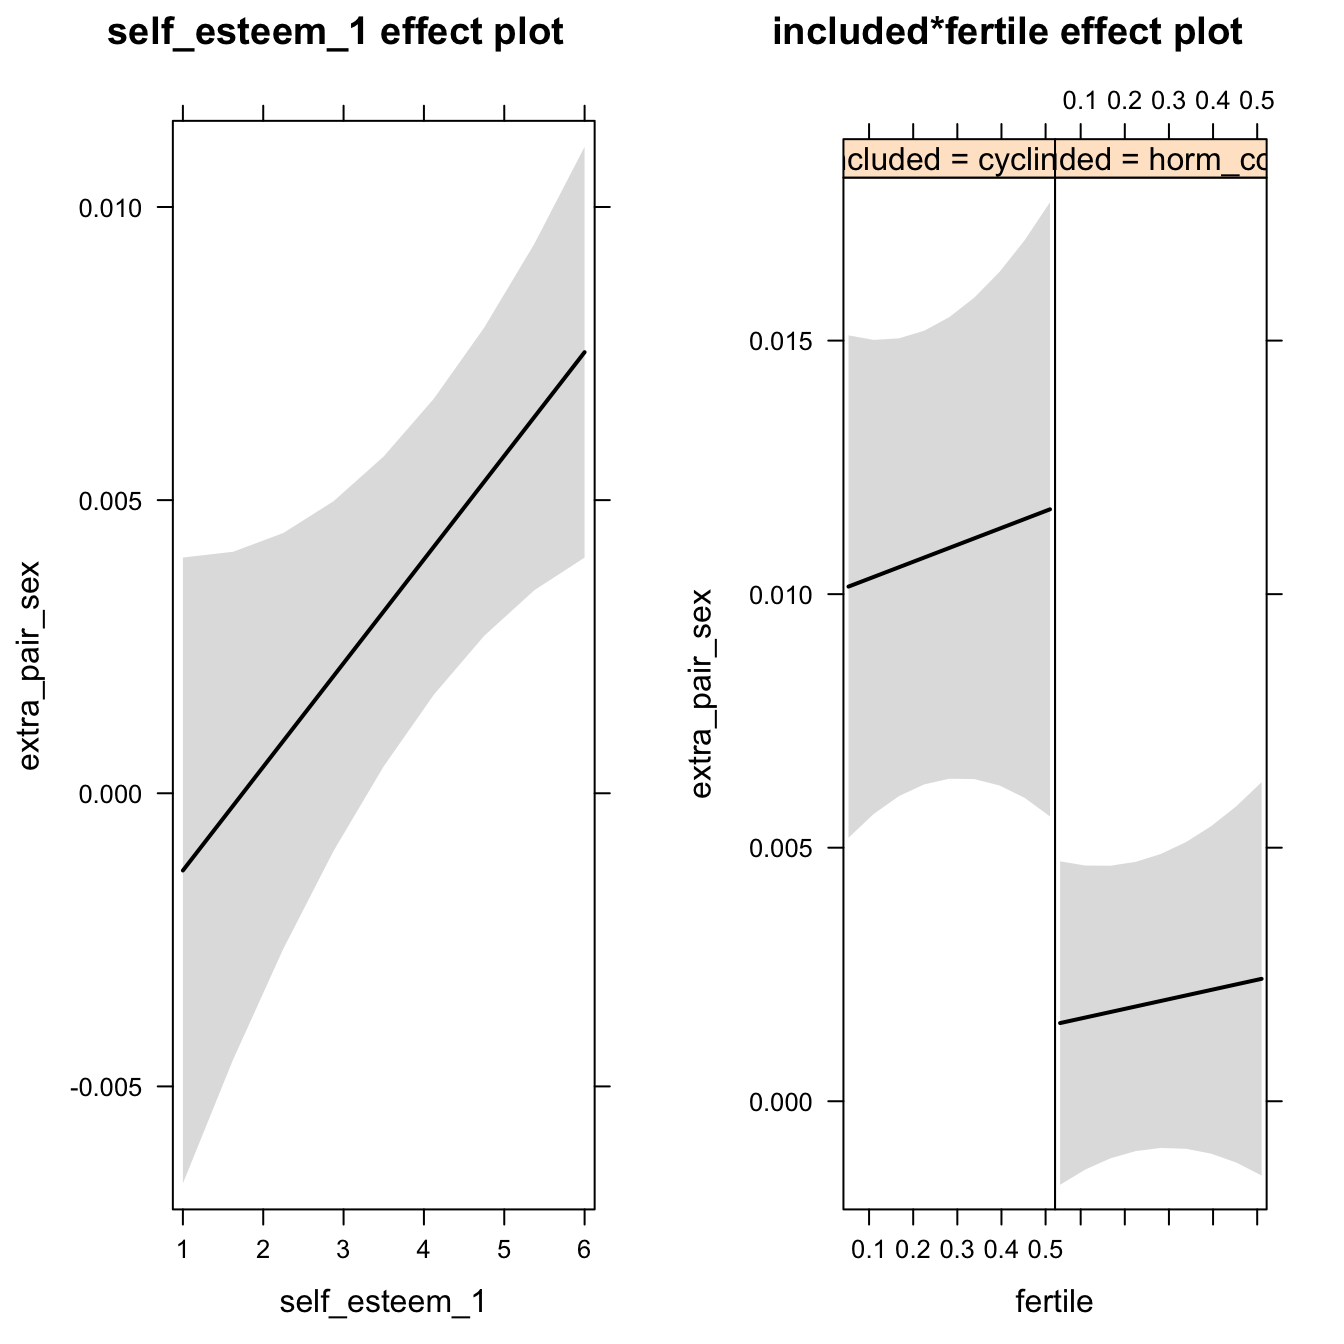 self_esteem_1 effect plot
0.010
0.005
0.000
-0.005
extra_pair_sex
1 2 3 4 5 6
self_esteem_1
included*fertile effect plot
0.1 0.2 0.3 0.4 0.5
cluded = cyclin
ded = horm_co
0.015
0.010
0.005
0.000
extra_pair_sex
0.1 0.2 0.3 0.4 0.5
fertile